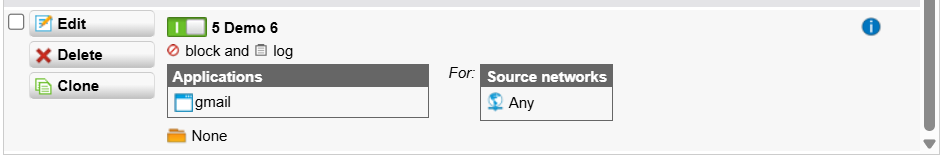 Edit
Delete
Clone
5 Demo 6
block and log
Applications
gmail
For:
Source networks
Any
None